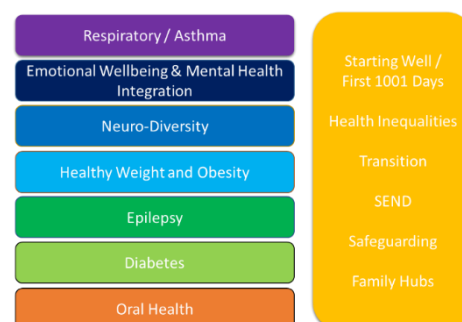 Respiratory / Asthma
Emotional Wellbeing & Mental Health
Integration
Neuro-Diversity
Healthy Weight and Obesity
Epilepsy
Diabetes
Oral Health
Starting Well /
First 1001 Days
Health Inequalities
Transition
SEND
Safeguarding
Family Hubs